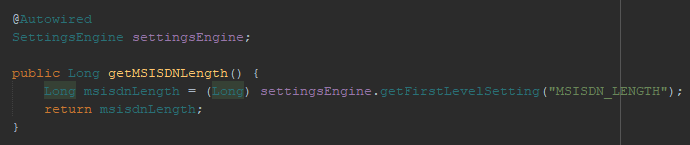 @Autowired
SettingsEngine settingsEngine;
public Long getMSISDNLength() {
Long msisdnLength = (Long) settingsEngine.getFirstLevelSetting("MSISDN_LENGTH");
return msisdnLength;
}